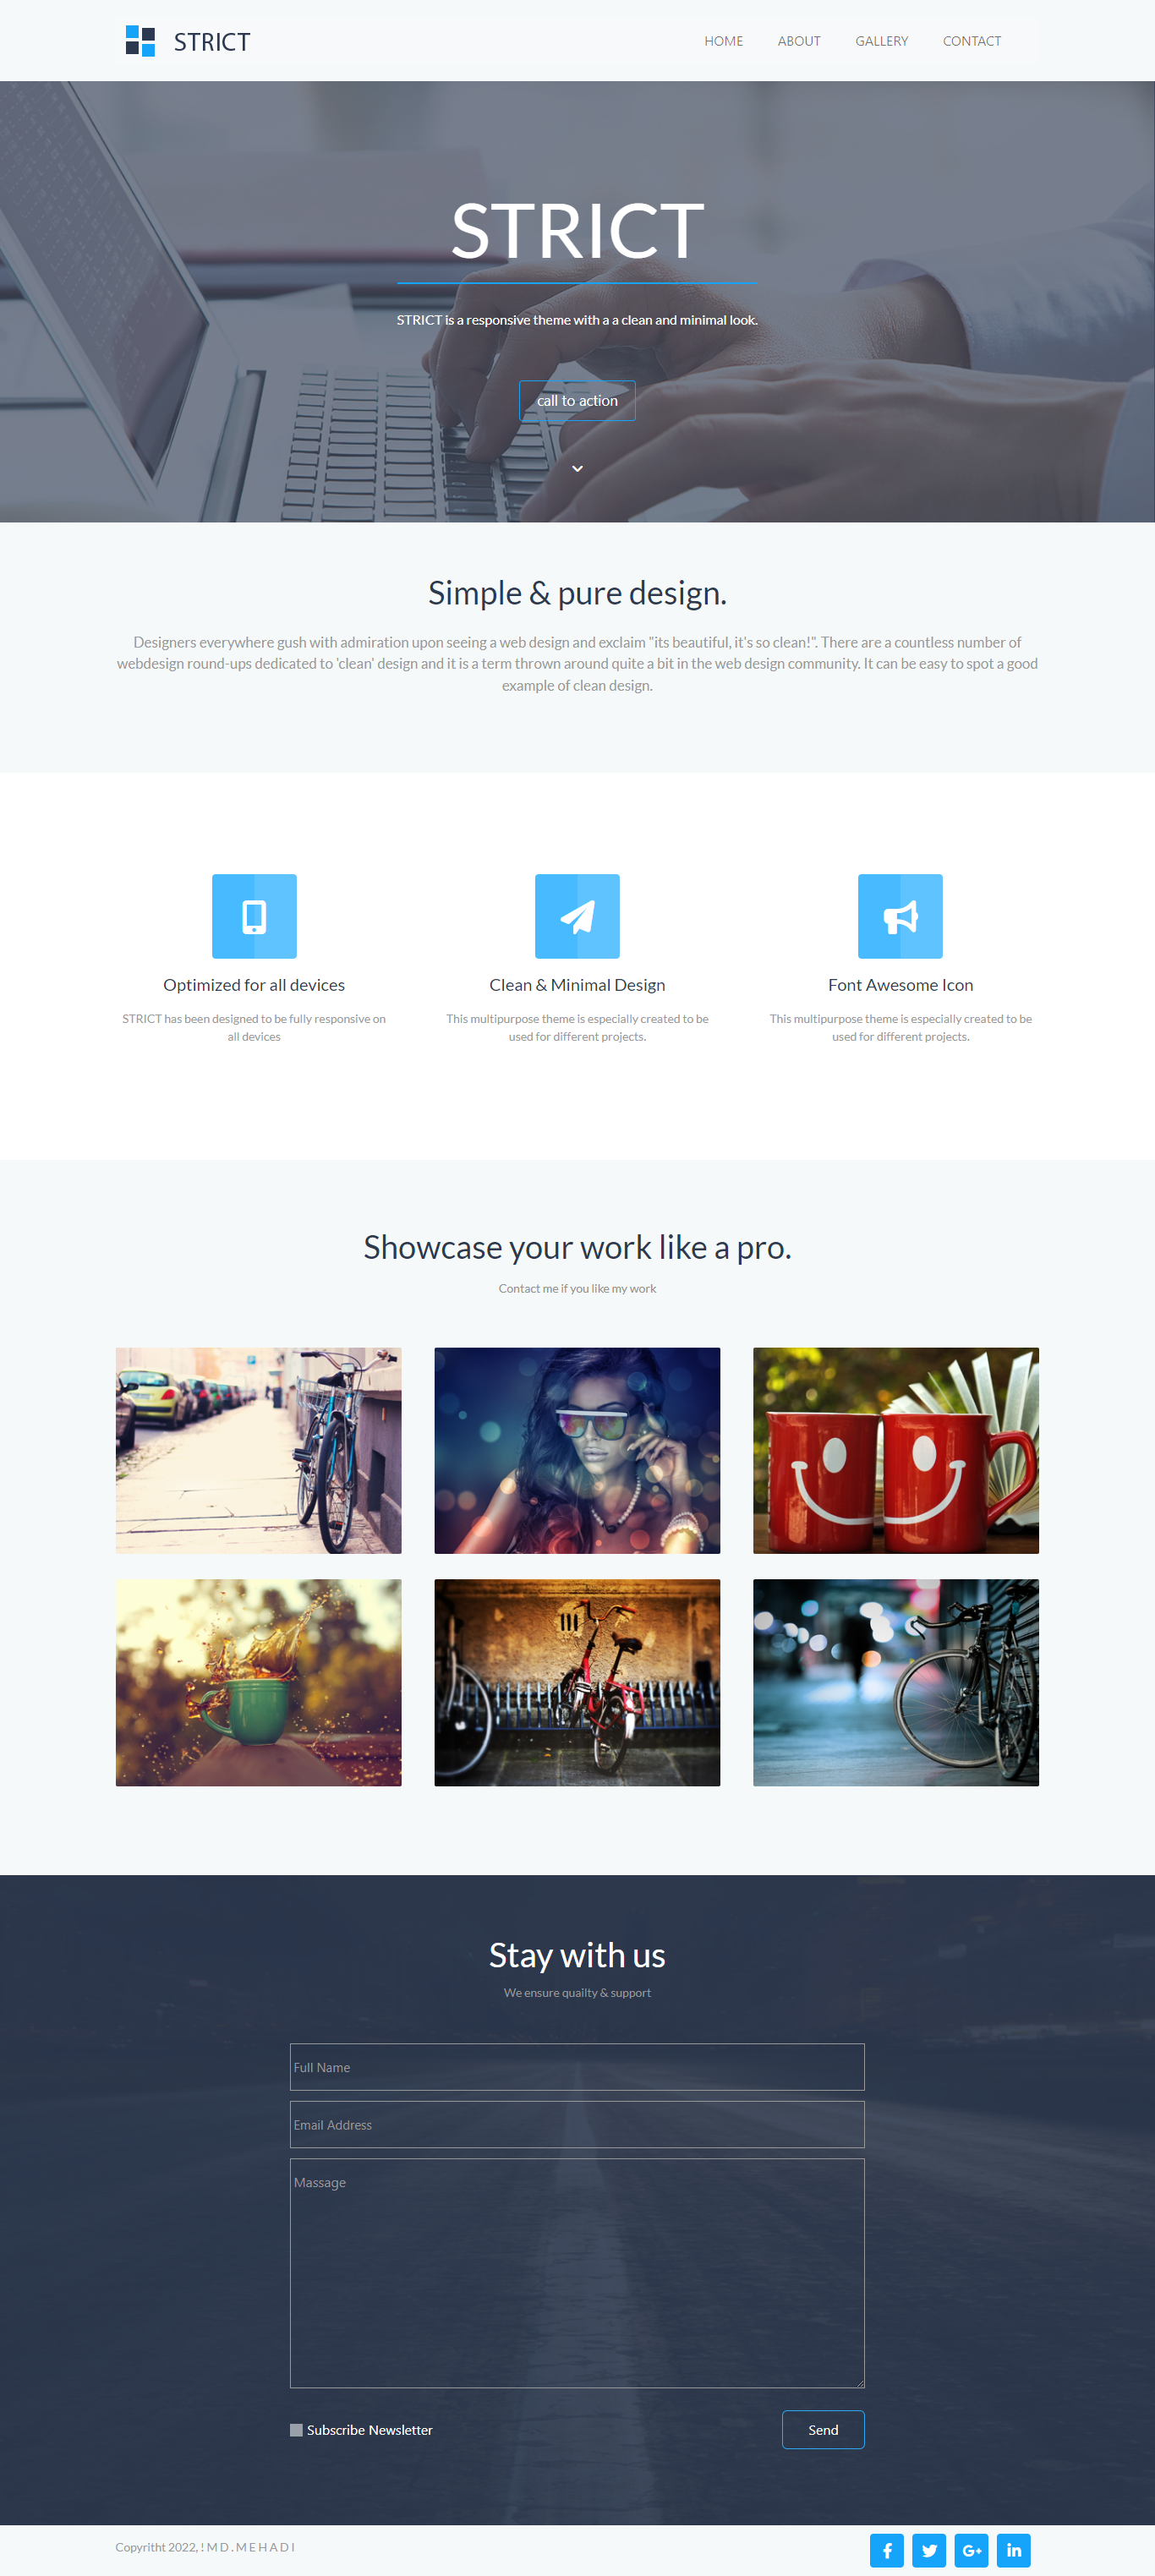 STRICT
HOME ABOUT GALLERY CONTACT
STRICT
STRICT is a responsive theme with a a clean and minimal look.
call to action
Simple & pure design.
Designers everywhere gush with admiration upon seeing a web design and exclaim "its beautiful, it's so clean!". There are a countless number of
webdesign round-ups dedicated to 'clean' design and it is a term thrown around quite a bit in the web design community. It can be easy to spot a good
example of clean design.
Optimized for all devices
STRICT has been designed to be fully responsive on
all devices
Clean & Minimal Design
This multipurpose theme is especially created to be
used for different projects.
Font Awesome Icon
This multipurpose theme is especially created to be
used for different projects.
Showcase your work like a pro.
Contact me if you like my work
Stay with us
We ensure quailty & support
Full Name
Email Address
Massage
Subscribe Newsletter
Send
Copyritht 2022, ! M D . M E H A D I